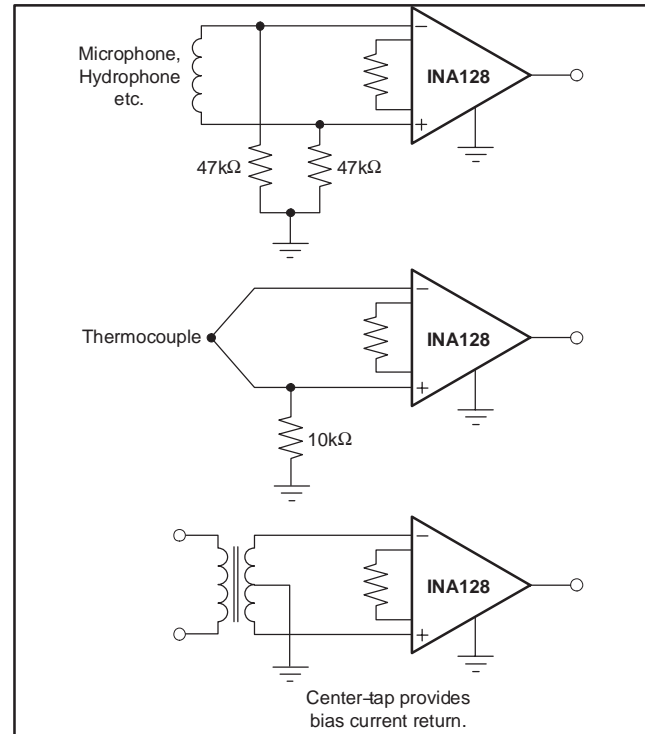 Microphone,
Hydrophone
etc.
−
INA128
+
47kΩ
47kΩ
Thermocouple
−
INA128
+
10kΩ
−
INA128
+
Center–tap provides
bias current return.